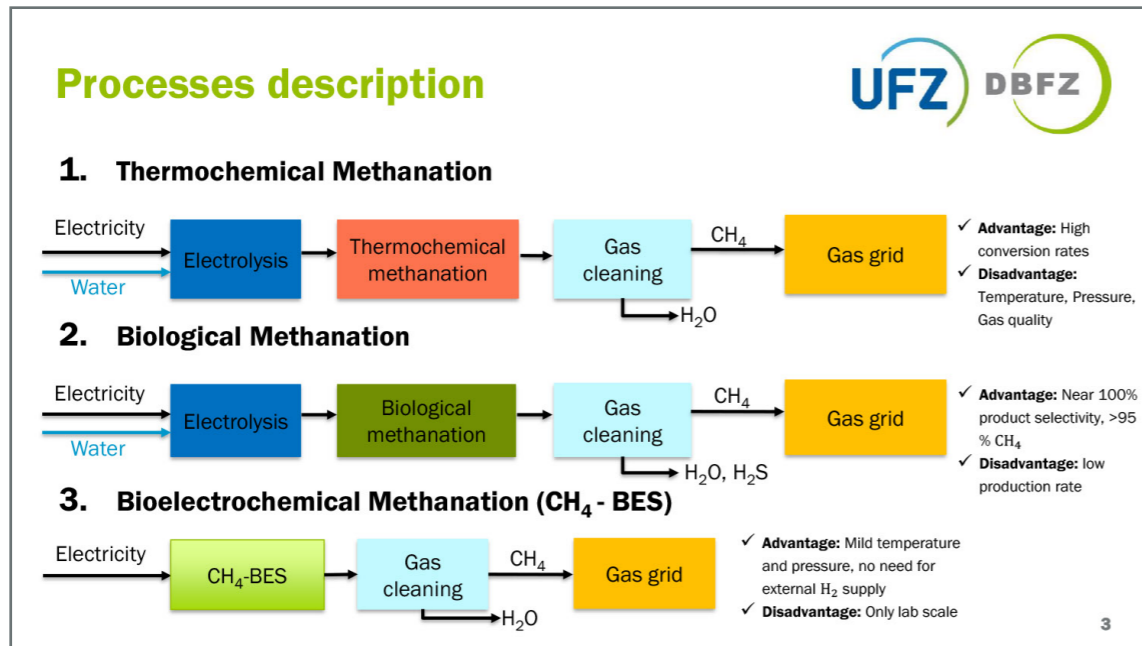 Processes description
UFZ
DBFZ
1. Thermochemical Methanation
Electricity
Water
Electrolysis
Thermochemical
methanation
Gas
cleaning
CH₄
H₂O
Gas grid
✓ Advantage: High
conversion rates
✓ Disadvantage:
Temperature, Pressure,
Gas quality
2. Biological Methanation
Electricity
Water
Electrolysis
Biological
methanation
Gas
cleaning
CH₄
H₂O, H₂S
Gas grid
✓ Advantage: Near 100%
product selectivity, >95
% CH₄
✓ Disadvantage: low
production rate
3. Bioelectrochemical Methanation (CH₄ - BES)
Electricity
CH₄-BES
Gas
cleaning
CH₄
H₂O
Gas grid
✓ Advantage: Mild temperature
and pressure, no need for
external H₂ supply
✓ Disadvantage: Only lab scale
3